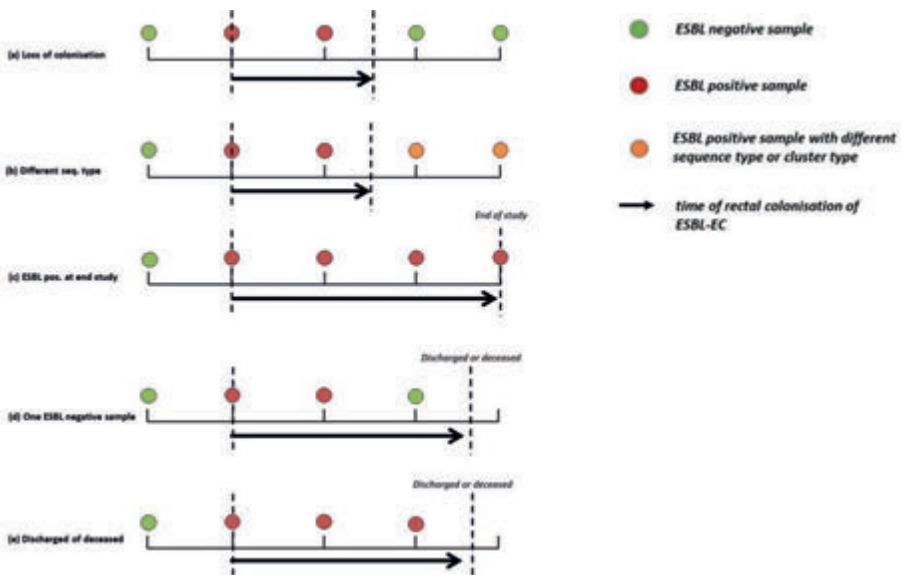 (a) Loss of colonisation
(b) Different seq. type
End of study
(c) ESBL pos. at end study
Discharged or deceased
(d) One ESBL negative sample
Discharged or deceased
(e) Discharged of deceased
ESBL negative sample
ESBL positive sample
ESBL positive sample with different
sequence type or cluster type
time of rectal colonisation of
ESBL-EC